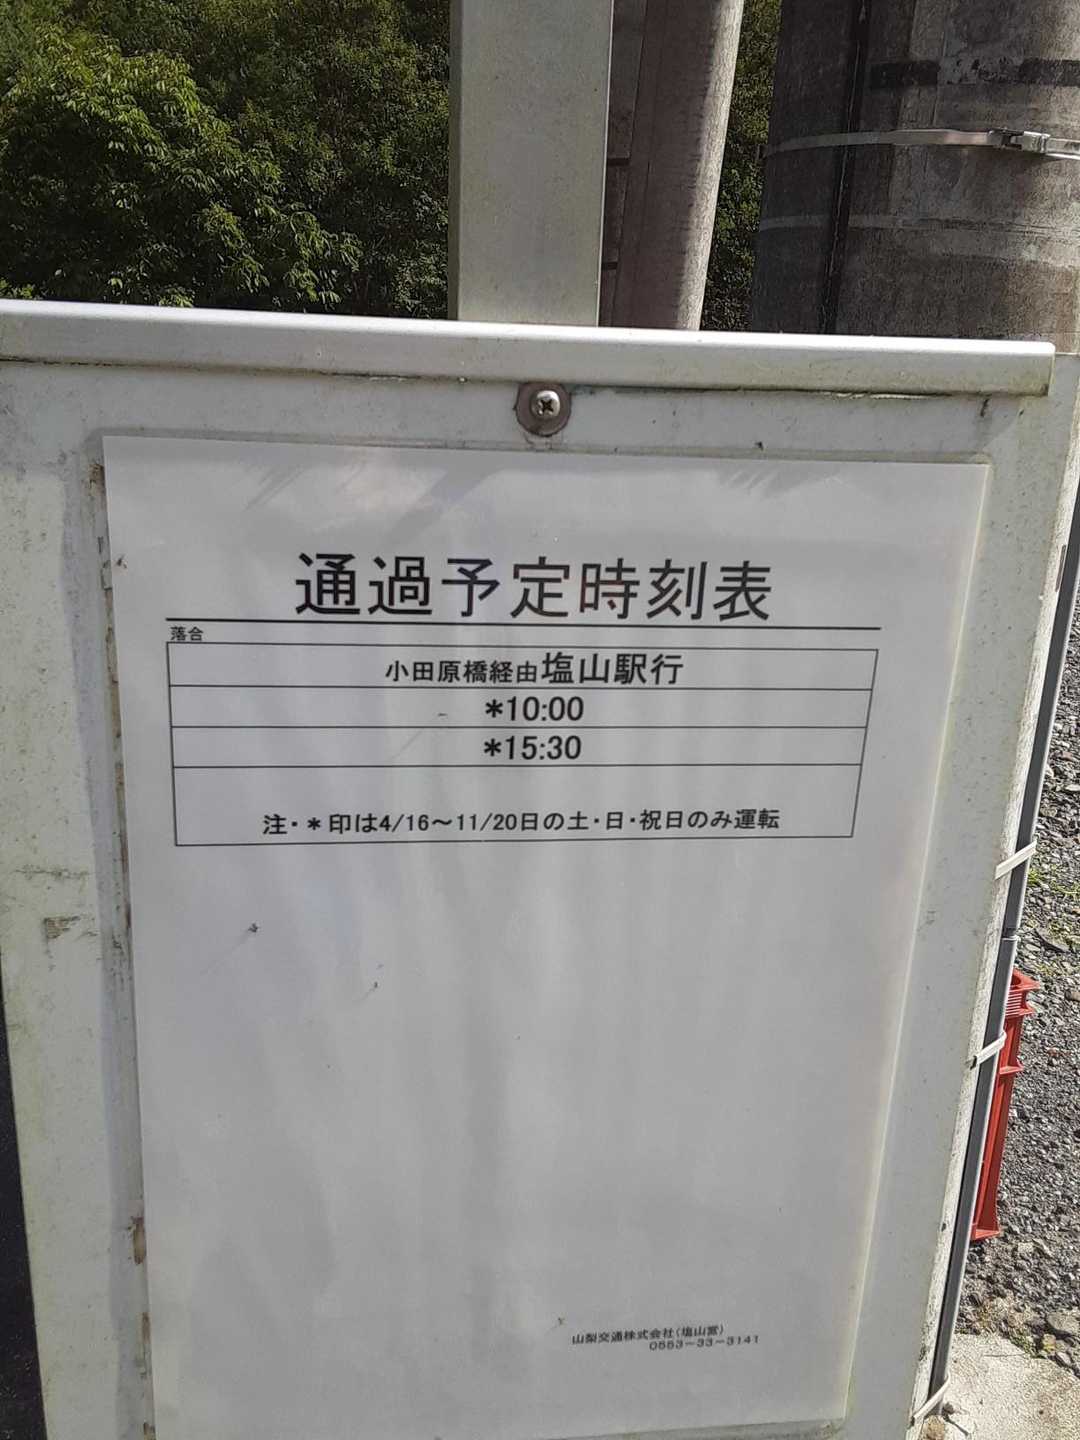 通過予定時刻表
落合
小田原橋経由塩山駅行
*10:00
*15:30
注・*印は4/16～11/20日の土・日・祝日のみ運転
山梨交通株式会社(塩山営)
0553-33-3141